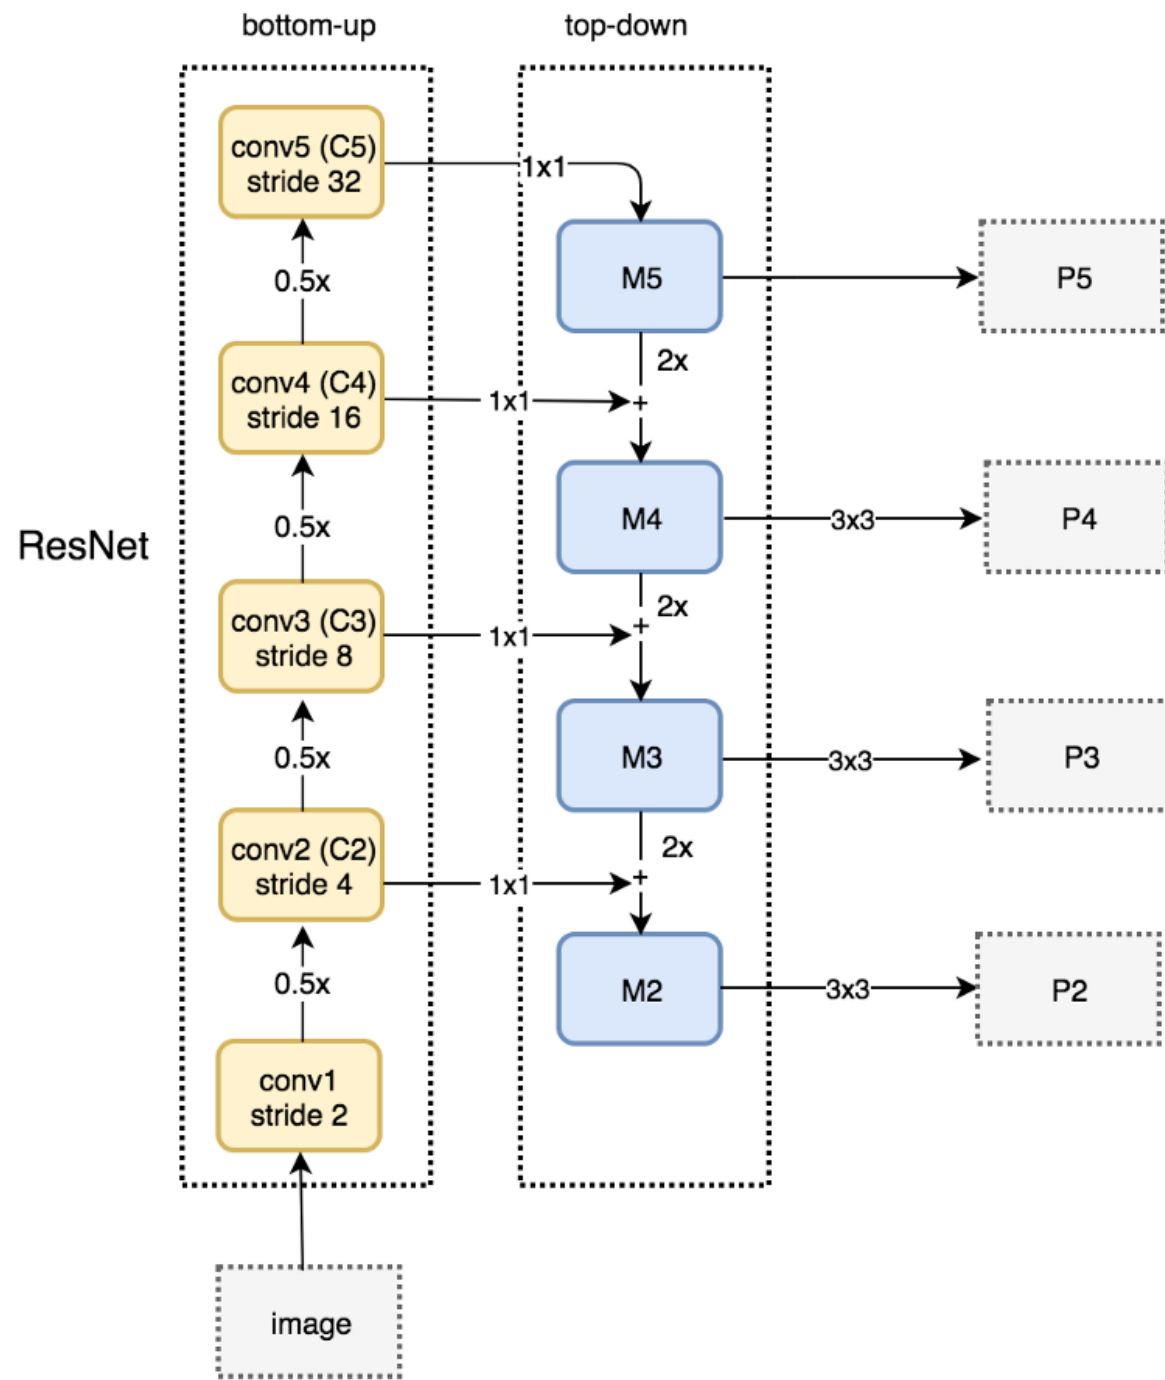 bottom-up
top-down
conv5 (C5)
stride 32
1x1
M5
P5
0.5x
2x
conv4 (C4)
stride 16
1x1
+
M4
3x3
P4
0.5x
ResNet
2x
+
conv3 (C3)
stride 8
1x1
M3
3x3
P3
0.5x
2x
conv2 (C2)
stride 4
1x1
+
M2
3x3
P2
0.5x
conv1
stride 2
image